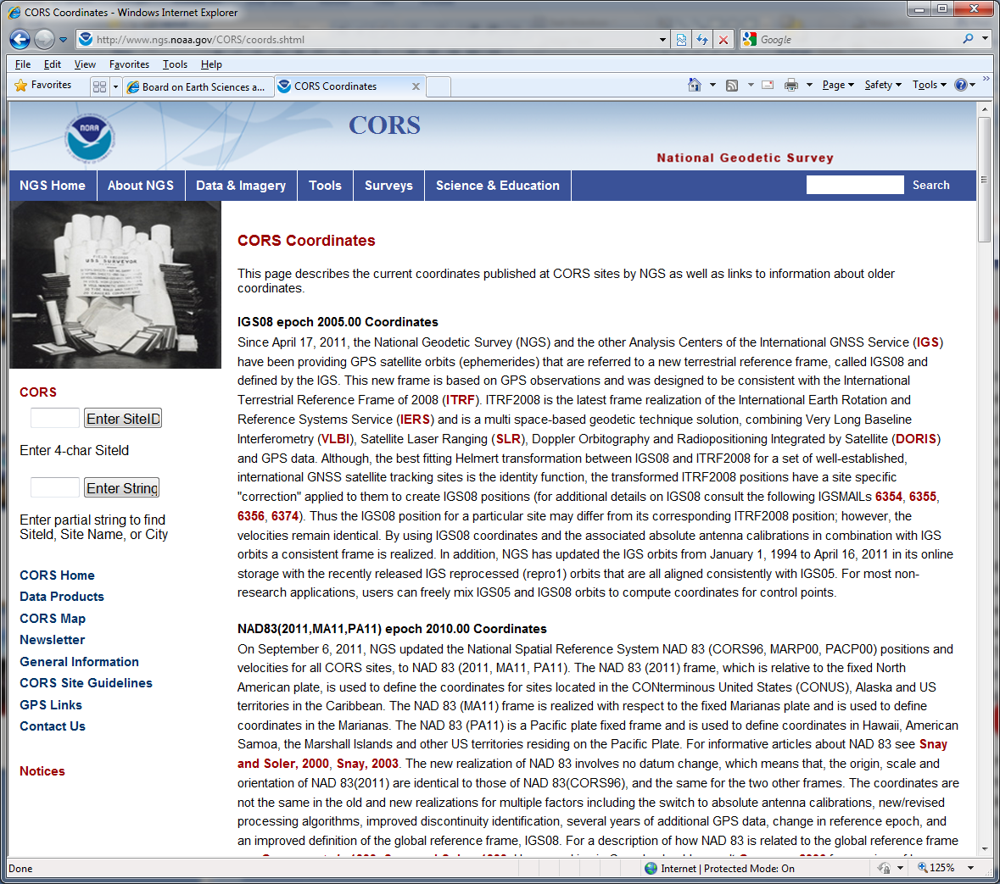 CORS Coordinates - Windows Internet Explorer
http://www.ngs.noaa.gov/CORS/coords.shtml
Google
File Edit View Favorites Tools Help
Favorites
Board on Earth Sciences a...
CORS Coordinates
Page Safety Tools
NOAA
CORS
National Geodetic Survey
NGS Home
About NGS
Data & Imagery
Tools
Surveys
Science & Education
Search
USS SURVEYOR
CORS
Enter SiteID
Enter 4-char SiteId
Enter String
Enter partial string to find
SiteId, Site Name, or City
CORS Home
Data Products
CORS Map
Newsletter
General Information
CORS Site Guidelines
GPS Links
Contact Us
Notices
CORS Coordinates
This page describes the current coordinates published at CORS sites by NGS as well as links to information about older
coordinates.
IGS08 epoch 2005.00 Coordinates
Since April 17, 2011, the National Geodetic Survey (NGS) and the other Analysis Centers of the International GNSS Service (IGS)
have been providing GPS satellite orbits (ephemerides) that are referred to a new terrestrial reference frame, called IGS08 and
defined by the IGS. This new frame is based on GPS observations and was designed to be consistent with the International
Terrestrial Reference Frame of 2008 (ITRF). ITRF2008 is the latest frame realization of the International Earth Rotation and
Reference Systems Service (IERS) and is a multi space-based geodetic technique solution, combining Very Long Baseline
Interferometry (VLBI), Satellite Laser Ranging (SLR), Doppler Orbitography and Radiopositioning Integrated by Satellite (DORIS)
and GPS data. Although, the best fitting Helmert transformation between IGS08 and ITRF2008 for a set of well-established,
international GNSS satellite tracking sites is the identity function, the transformed ITRF2008 positions have a site specific
"correction" applied to them to create IGS08 positions (for additional details on IGS08 consult the following IGSMAILs 6354, 6355,
6356, 6374). Thus the IGS08 position for a particular site may differ from its corresponding ITRF2008 position; however, the
velocities remain identical. By using IGS08 coordinates and the associated absolute antenna calibrations in combination with IGS
orbits a consistent frame is realized. In addition, NGS has updated the IGS orbits from January 1, 1994 to April 16, 2011 in its online
storage with the recently released IGS reprocessed (repro1) orbits that are all aligned consistently with IGS05. For most non-
research applications, users can freely mix IGS05 and IGS08 orbits to compute coordinates for control points.
NAD83(2011,MA11,PA11) epoch 2010.00 Coordinates
On September 6, 2011, NGS updated the National Spatial Reference System NAD 83 (CORS96, MARP00, PACP00) positions and
velocities for all CORS sites, to NAD 83 (2011, MA11, PA11). The NAD 83 (2011) frame, which is relative to the fixed North
American plate, is used to define the coordinates for sites located in the CONterminous United States (CONUS), Alaska and US
territories in the Caribbean. The NAD 83 (MA11) frame is realized with respect to the fixed Marianas plate and is used to define
coordinates in the Marianas. The NAD 83 (PA11) is a Pacific plate fixed frame and is used to define coordinates in Hawaii, American
Samoa, the Marshall Islands and other US territories residing on the Pacific Plate. For informative articles about NAD 83 see Snay
and Soler, 2000, Snay, 2003. The new realization of NAD 83 involves no datum change, which means that, the origin, scale and
orientation of NAD 83(2011) are identical to those of NAD 83(CORS96), and the same for the two other frames. The coordinates are
not the same in the old and new realizations for multiple factors including the switch to absolute antenna calibrations, new/revised
processing algorithms, improved discontinuity identification, several years of additional GPS data, change in reference epoch, and
an improved definition of the global reference frame, IGS08. For a description of how NAD 83 is related to the global reference frame
Done
Internet | Protected Mode: On
125%